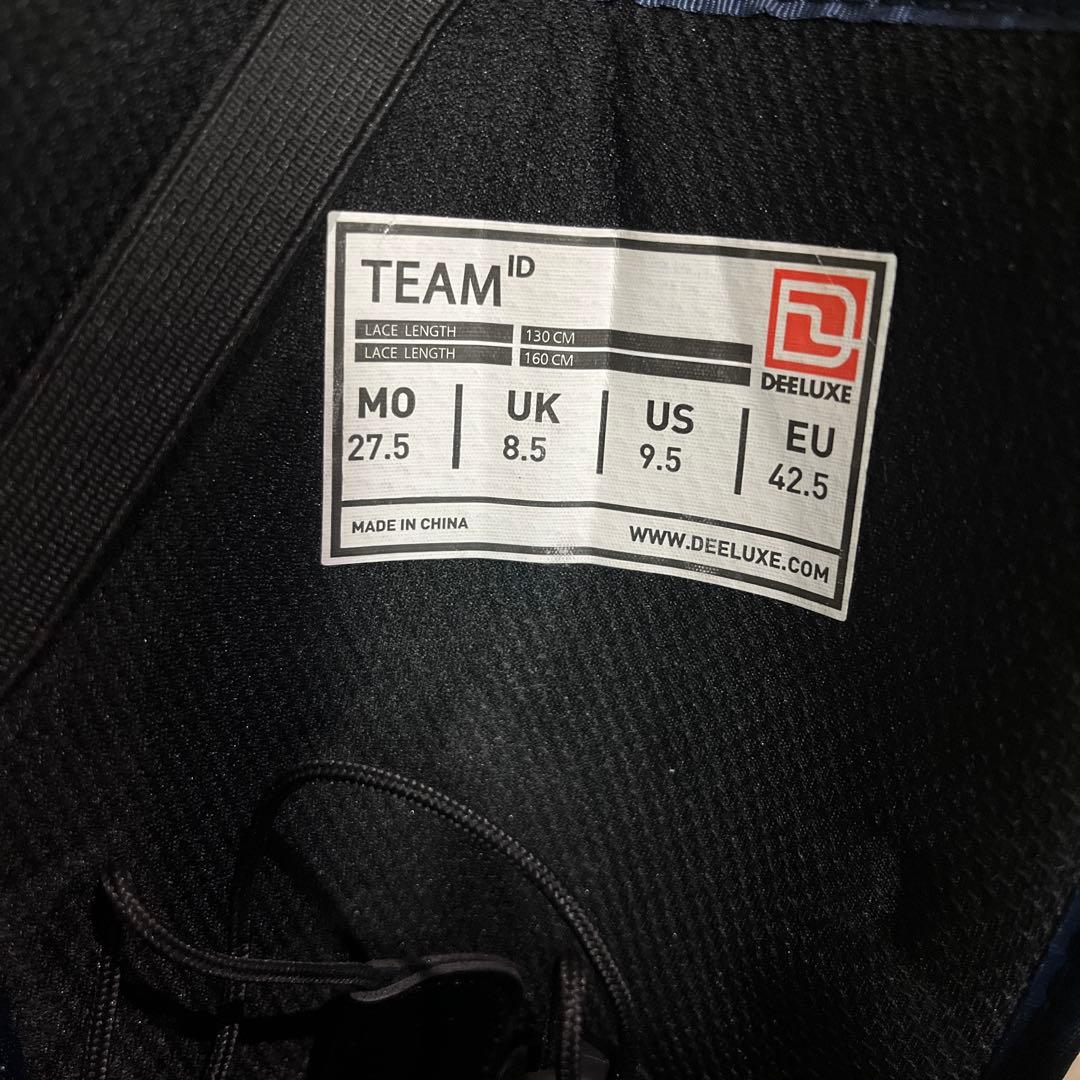 TEAM ID
LACE LENGTH 130 CM
LACE LENGTH 160 CM
DEELUXE
MO UK US EU
27.5 8.5 9.5 42.5
MADE IN CHINA WWW.DEELUXE.COM